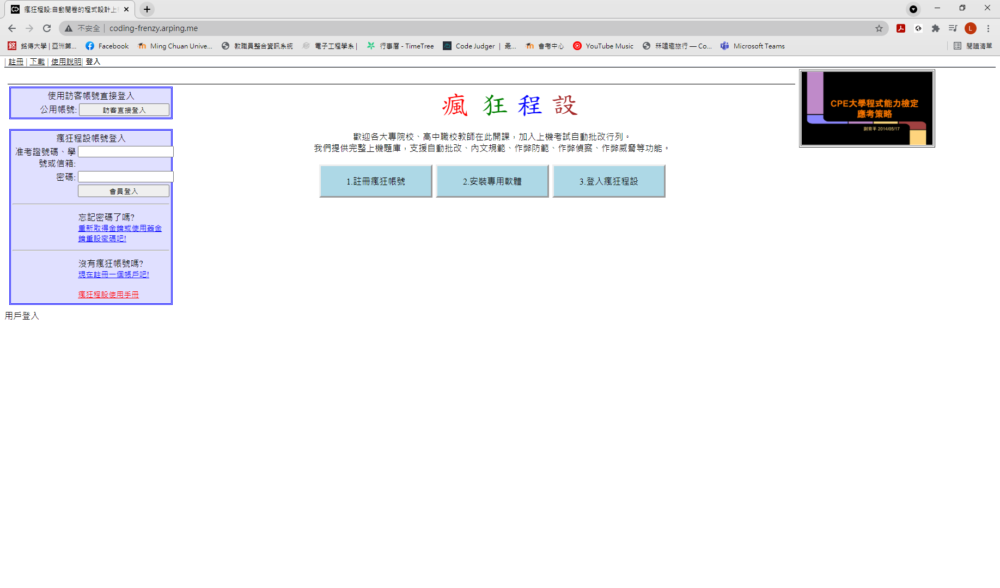 瘋狂程設:自動閱卷的程式設計上
不安全 | coding-frenzy.arping.me
L
銘傳大學 | 亞洲第...
Facebook
Ming Chuan Unive...
教職員整合資訊系統
電子工程學系 |
行事曆 - TimeTree
Code Judger | 最...
會考中心
YouTube Music
秝嗑趣旅行 — Co...
Microsoft Teams
閱讀清單
| 註冊 | 下載 | 使用說明| 登入
使用訪客帳號直接登入
公用帳號: 訪客直接登入
瘋狂程設帳號登入
准考證號碼、學
號或信箱:
密碼:
會員登入
忘記密碼了嗎?
重新取得金鑰或使用舊金
鑰重設密碼吧!
沒有瘋狂帳號嗎?
現在註冊一個帳戶吧!
瘋狂程設使用手冊
用戶登入
瘋 狂 程 設
歡迎各大專院校、高中職校教師在此開課，加入上機考試自動批改行列。
我們提供完整上機題庫，支援自動批改、內文規範、作弊防範、作弊偵察、作弊威脅等功能。
1.註冊瘋狂帳號
2.安裝專用軟體
3.登入瘋狂程設
CPE大學程式能力檢定
應考策略
謝育平 2014/05/17